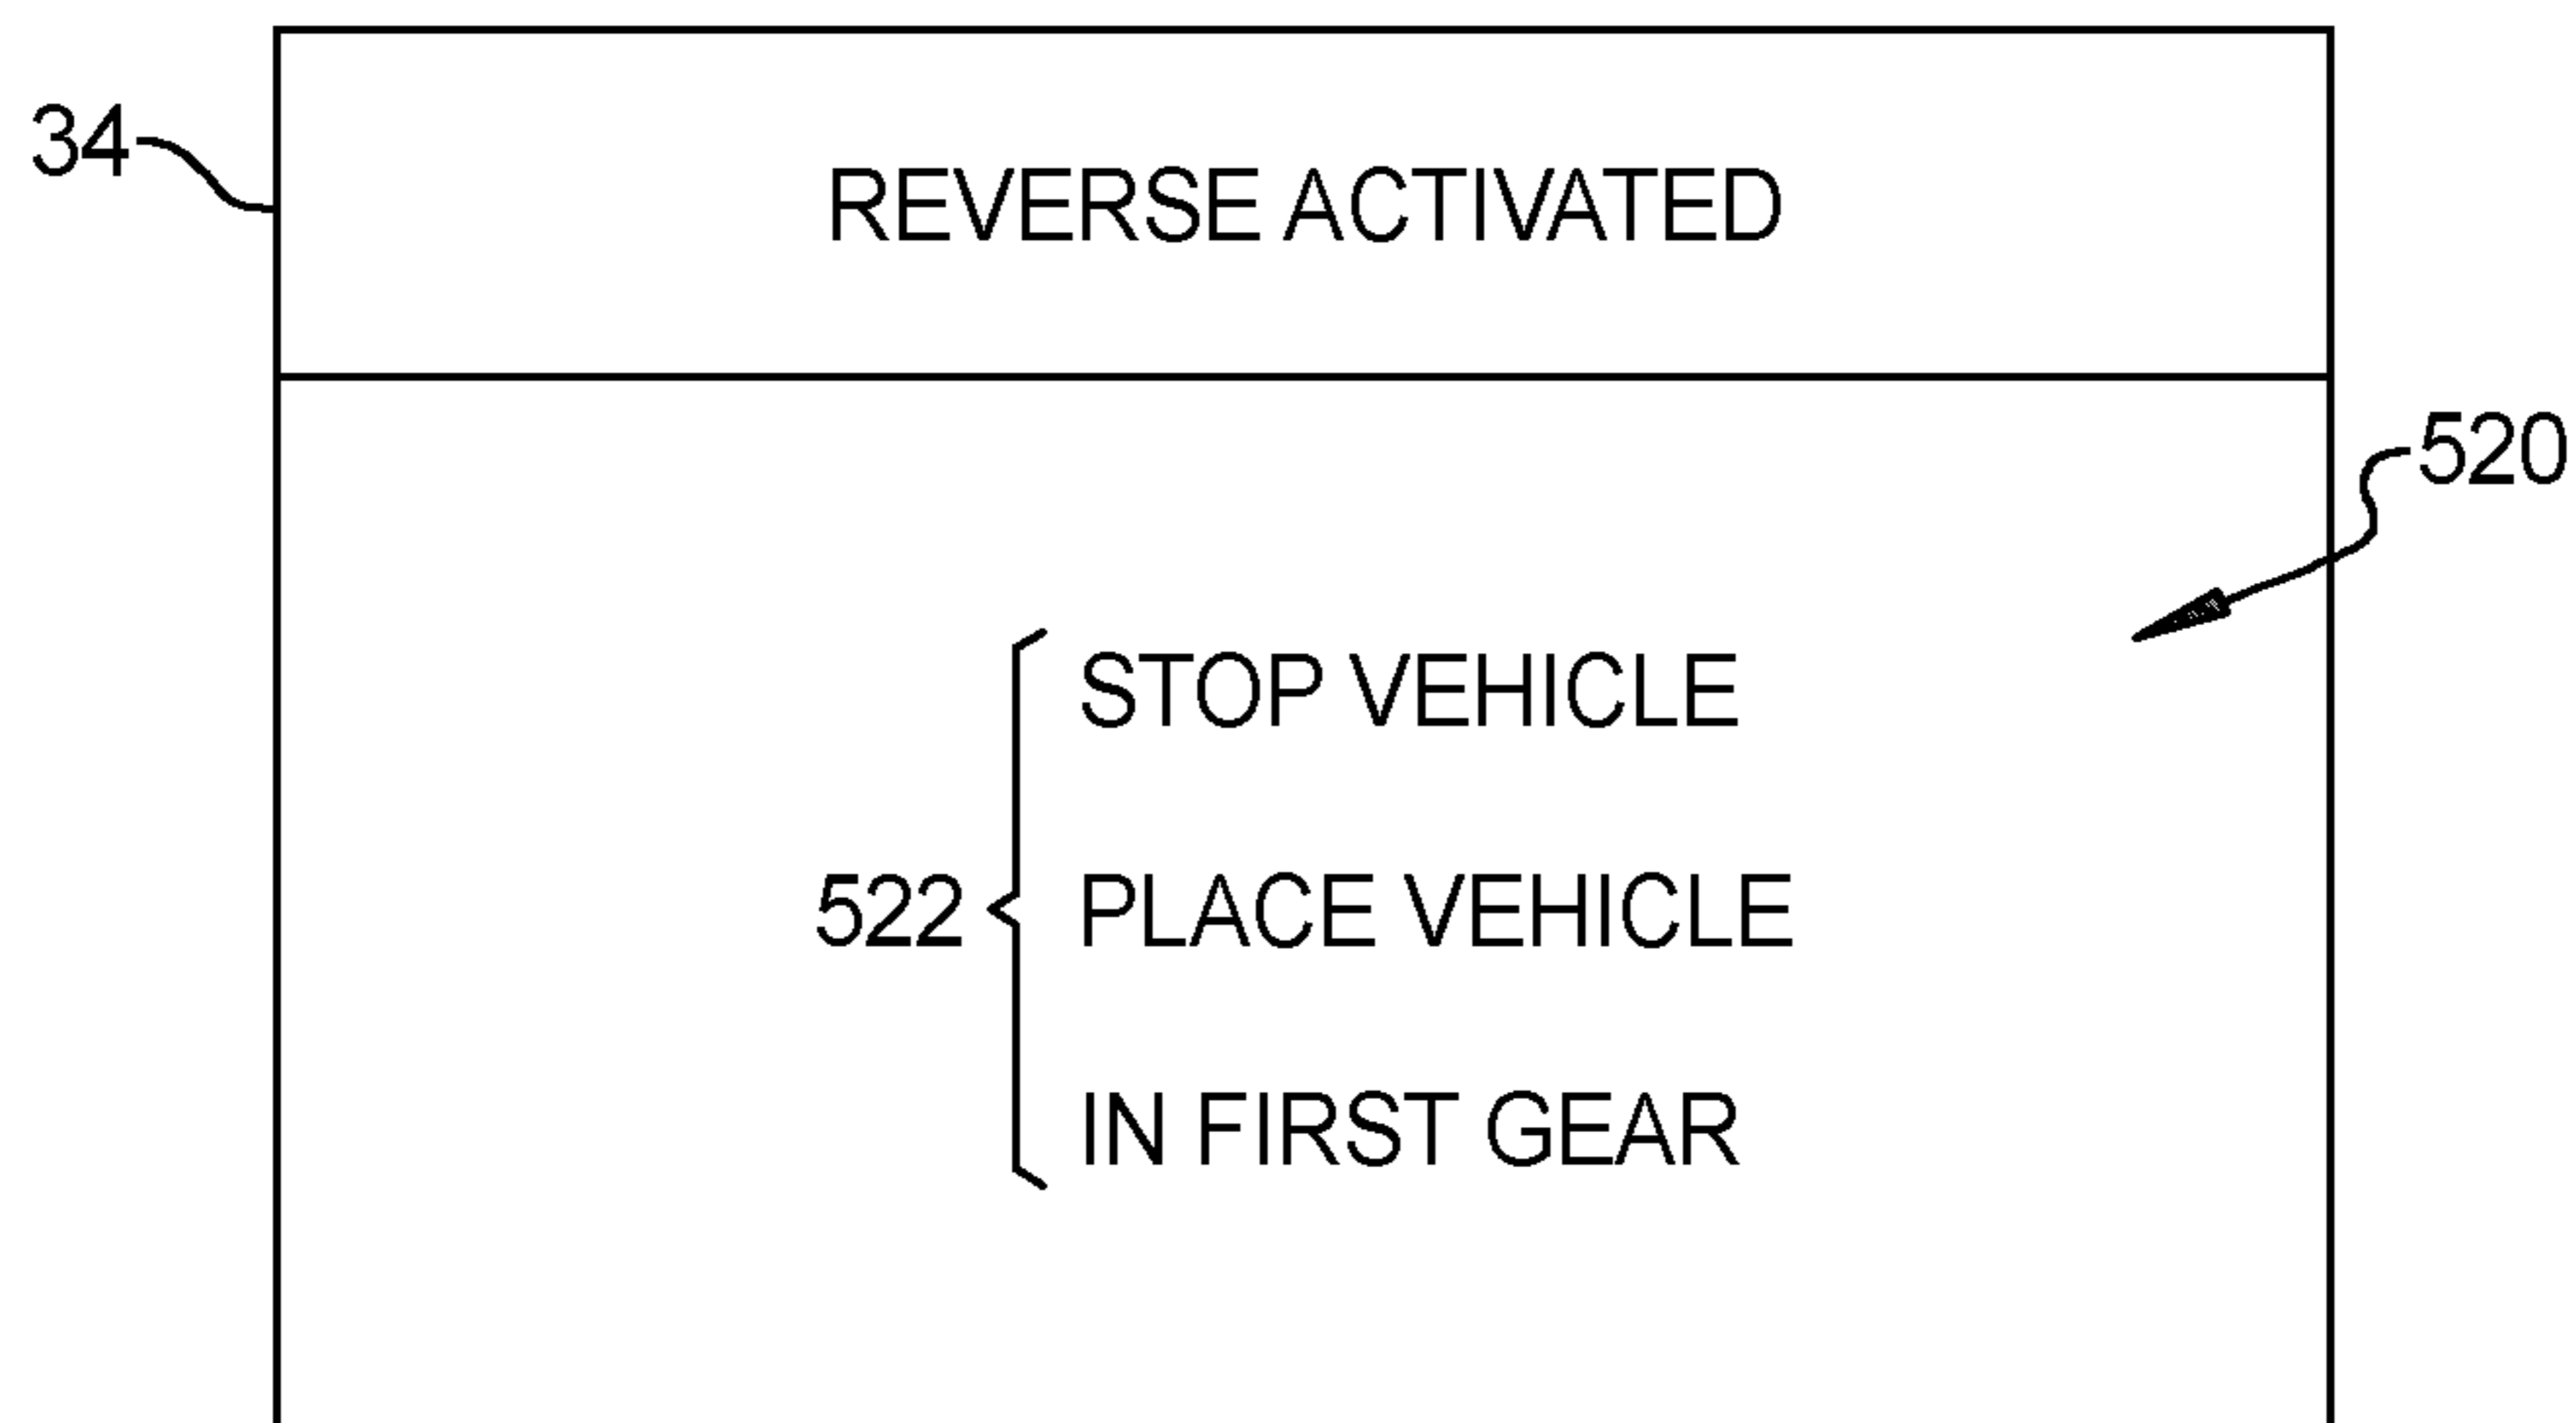 34
REVERSE ACTIVATED
520
STOP VEHICLE
522
PLACE VEHICLE
IN FIRST GEAR